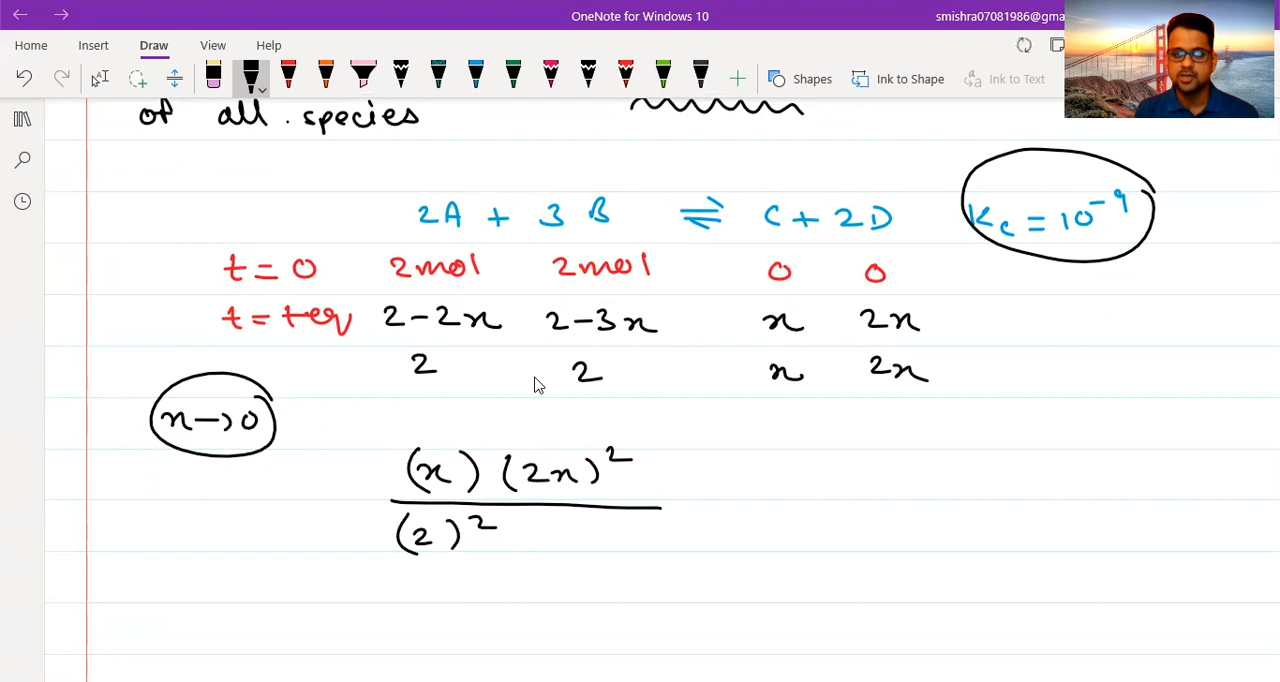 OneNote for Windows 10
smishra07081986@gma
Home Insert Draw View Help
Shapes Ink to Shape Ink to Text
of all . species
2A + 3B ⇌ C + 2D Kc = 10⁻⁹
t = 0 2mol 2mol 0 0
t = teq 2-2x 2-3x x 2x
2 2 x 2x
x→0
(x) (2x)²
(2)²